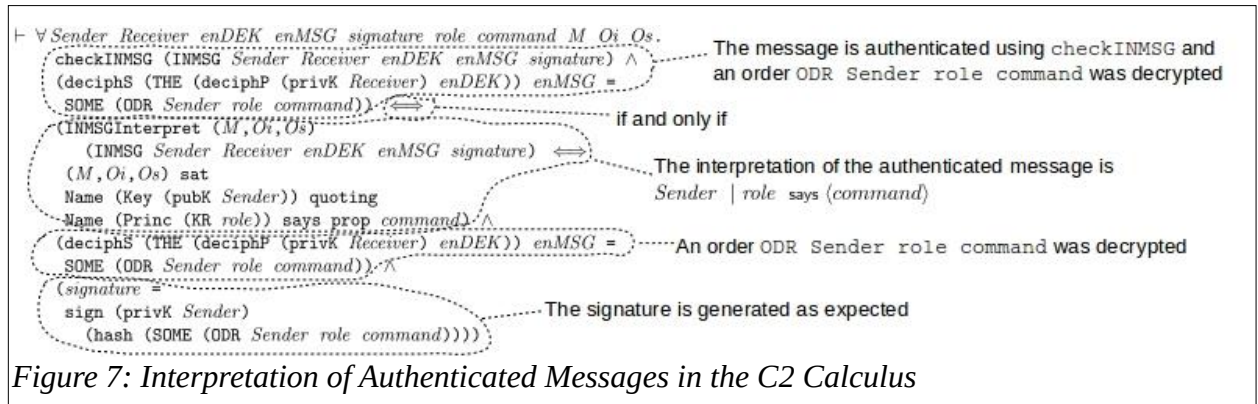 ⊢ ∀ Sender Receiver enDEK enMSG signature role command M Oi Os.
checkINMSG (INMSG Sender Receiver enDEK enMSG signature) ∧
(deciphS (THE (deciphP (privK Receiver) enDEK)) enMSG =
SOME (ODR Sender role command)) ⇔
(INMSGInterpret (M,Oi,Os)
(INMSG Sender Receiver enDEK enMSG signature) ⇔
(M,Oi,Os) sat
Name (Key (pubK Sender)) quoting
Name (Princ (KR role)) says prop command) ∧
(deciphS (THE (deciphP (privK Receiver) enDEK)) enMSG =
SOME (ODR Sender role command)) ∧
(signature =
sign (privK Sender)
(hash (SOME (ODR Sender role command))))
The message is authenticated using checkINMSG and
an order ODR Sender role command was decrypted
if and only if
The interpretation of the authenticated message is
Sender | role says ⟨command⟩
An order ODR Sender role command was decrypted
The signature is generated as expected
Figure 7: Interpretation of Authenticated Messages in the C2 Calculus